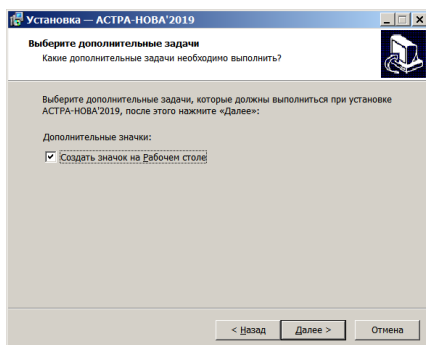 Установка — АСТРА-НОВА'2019
Выберите дополнительные задачи
Какие дополнительные задачи необходимо выполнить?
Выберите дополнительные задачи, которые должны выполниться при установке
АСТРА-НОВА'2019, после этого нажмите «Далее»:
Дополнительные значки:
Создать значок на Рабочем столе
< Назад Далее > Отмена